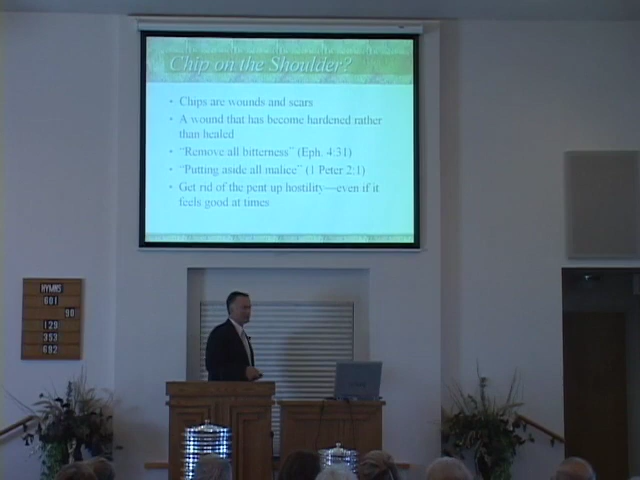 Chip on the Shoulder?
• Chips are wounds and scars
• A wound that has become hardened rather
than healed
• "Remove all bitterness" (Eph. 4:31)
• "Putting aside all malice" (1 Peter 2:1)
• Get rid of the pent up hostility—even if it
feels good at times
HYMNS
601
90
129
353
692